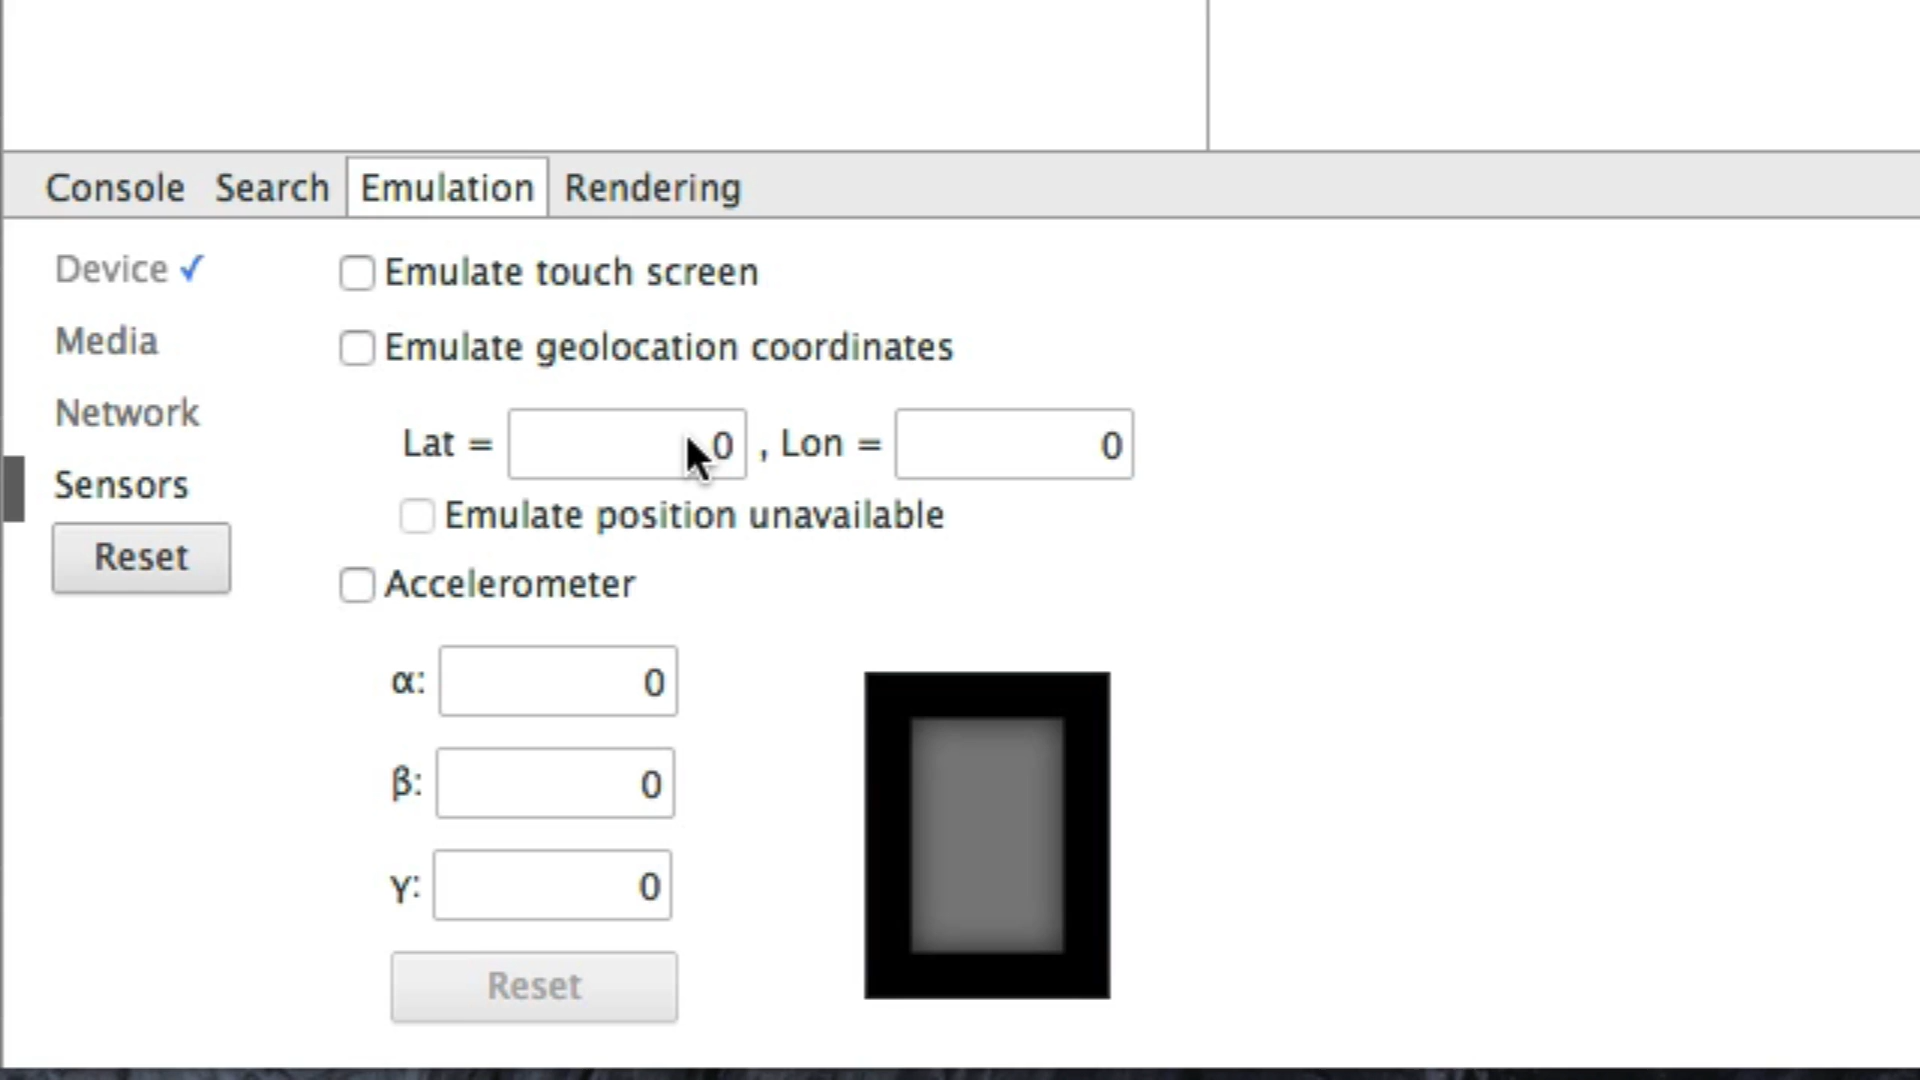 Console Search Emulation Rendering
Device ✓
Media
Network
Sensors
Reset
Emulate touch screen
Emulate geolocation coordinates
Lat = 0 , Lon = 0
Emulate position unavailable
Accelerometer
α: 0
β: 0
γ: 0
Reset